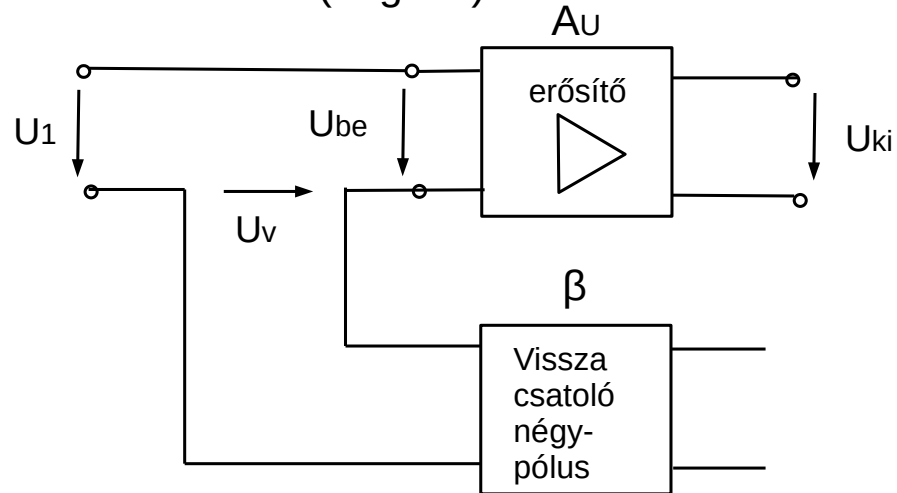 AU
erősítő
U1
Ube
Uki
Uv
β
Vissza
csatoló
négy-
pólus